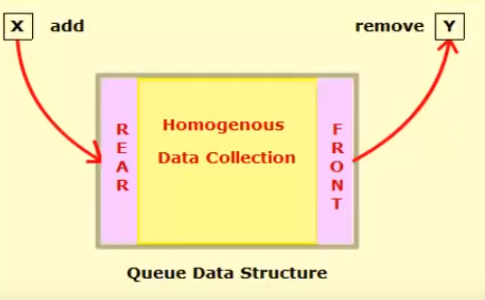 X add
remove Y
REAR
Homogenous
Data Collection
FRONT
Queue Data Structure